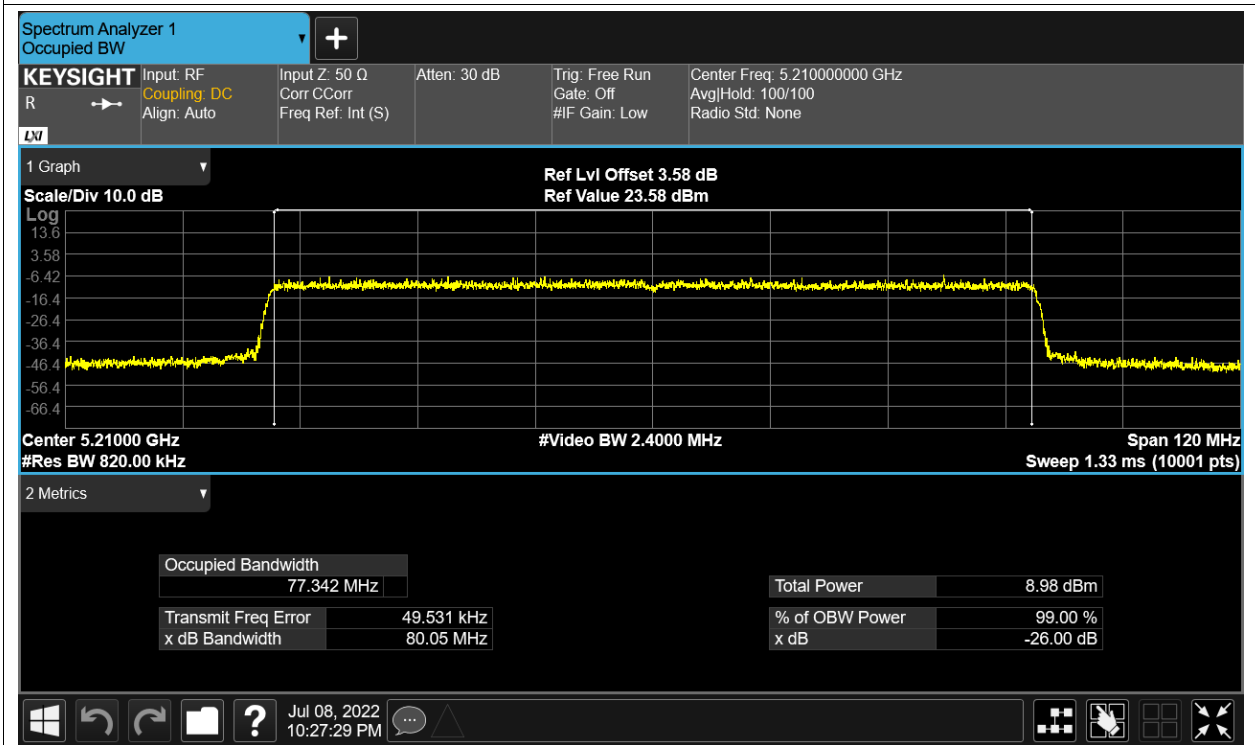 Spectrum Analyzer 1
Occupied BW
KEYSIGHT Input: RF Input Z: 50 Ω Atten: 30 dB Trig: Free Run Center Freq: 5.210000000 GHz
R Coupling: DC Corr CCorr Gate: Off Avg|Hold: 100/100
Align: Auto Freq Ref: Int (S) #IF Gain: Low Radio Std: None
LXI
1 Graph
Ref Lvl Offset 3.58 dB
Scale/Div 10.0 dB Ref Value 23.58 dBm
Log
13.6
3.58
-6.42
-16.4
-26.4
-36.4
-46.4
-56.4
-66.4
Center 5.21000 GHz #Video BW 2.4000 MHz Span 120 MHz
#Res BW 820.00 kHz Sweep 1.33 ms (10001 pts)
2 Metrics
Occupied Bandwidth
77.342 MHz Total Power 8.98 dBm
Transmit Freq Error 49.531 kHz % of OBW Power 99.00 %
x dB Bandwidth 80.05 MHz x dB -26.00 dB
? Jul 08, 2022
10:27:29 PM